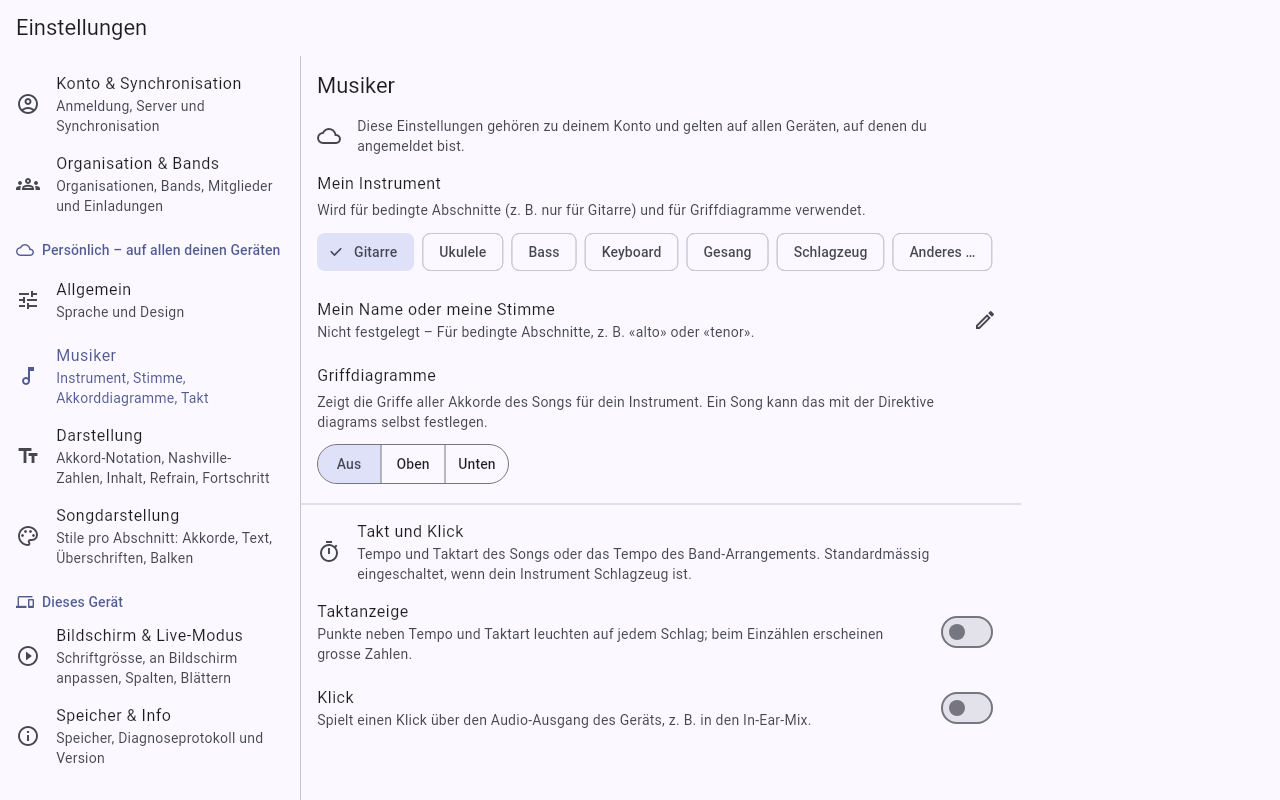 Einstellungen
Konto & Synchronisation
Anmeldung, Server und
Synchronisation
Organisation & Bands
Organisationen, Bands, Mitglieder
und Einladungen
Persönlich – auf allen deinen Geräten
Allgemein
Sprache und Design
Musiker
Instrument, Stimme,
Akkorddiagramme, Takt
Darstellung
Akkord-Notation, Nashville-
Zahlen, Inhalt, Refrain, Fortschritt
Songdarstellung
Stile pro Abschnitt: Akkorde, Text,
Überschriften, Balken
Dieses Gerät
Bildschirm & Live-Modus
Schriftgrösse, an Bildschirm
anpassen, Spalten, Blättern
Speicher & Info
Speicher, Diagnoseprotokoll und
Version
Musiker
Diese Einstellungen gehören zu deinem Konto und gelten auf allen Geräten, auf denen du
angemeldet bist.
Mein Instrument
Wird für bedingte Abschnitte (z. B. nur für Gitarre) und für Griffdiagramme verwendet.
Gitarre Ukulele Bass Keyboard Gesang Schlagzeug Anderes …
Mein Name oder meine Stimme
Nicht festgelegt – Für bedingte Abschnitte, z. B. «alto» oder «tenor».
Griffdiagramme
Zeigt die Griffe aller Akkorde des Songs für dein Instrument. Ein Song kann das mit der Direktive
diagrams selbst festlegen.
Aus Oben Unten
Takt und Klick
Tempo und Taktart des Songs oder das Tempo des Band-Arrangements. Standardmässig
eingeschaltet, wenn dein Instrument Schlagzeug ist.
Taktanzeige
Punkte neben Tempo und Taktart leuchten auf jedem Schlag; beim Einzählen erscheinen
grosse Zahlen.
Klick
Spielt einen Klick über den Audio-Ausgang des Geräts, z. B. in den In-Ear-Mix.